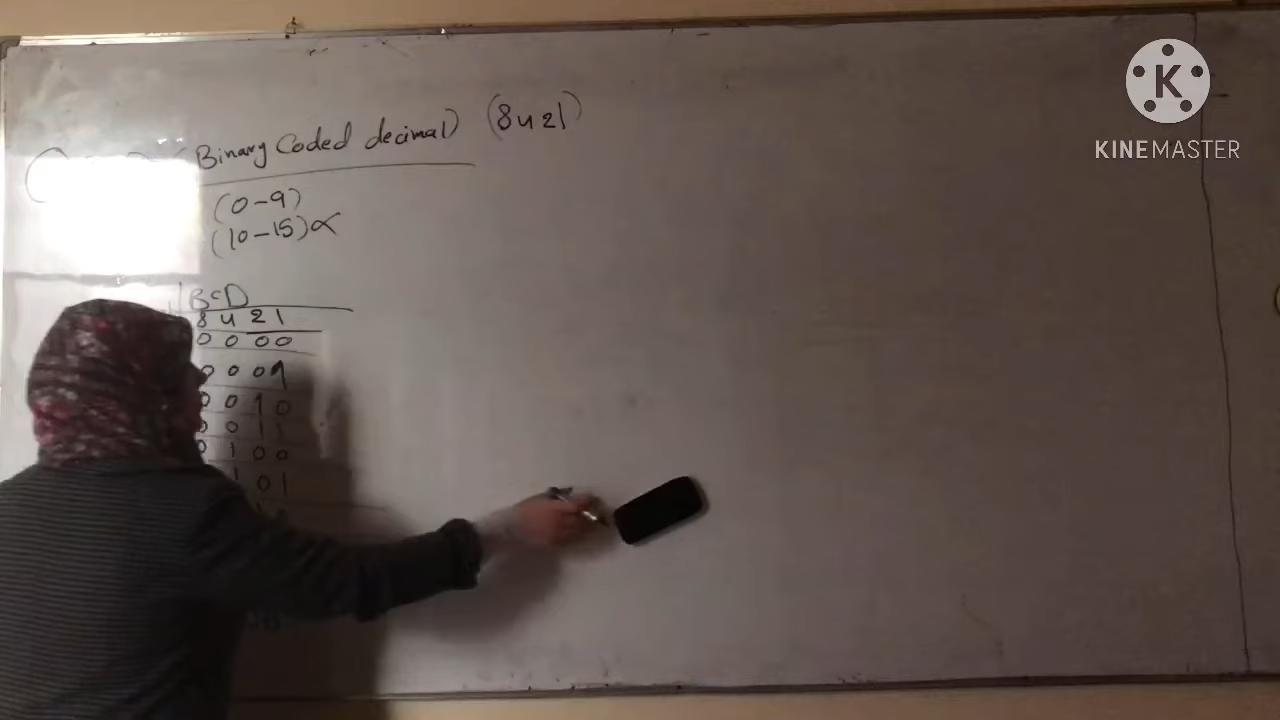 (Binary Coded decimal) (8421)
(0-9)
(10-15)∝
BCD
8 4 2 1
0 0 0 0
0 0 0 1
0 0 1 0
0 0 1 1
0 1 0 0
1 0 1
KINEMASTER